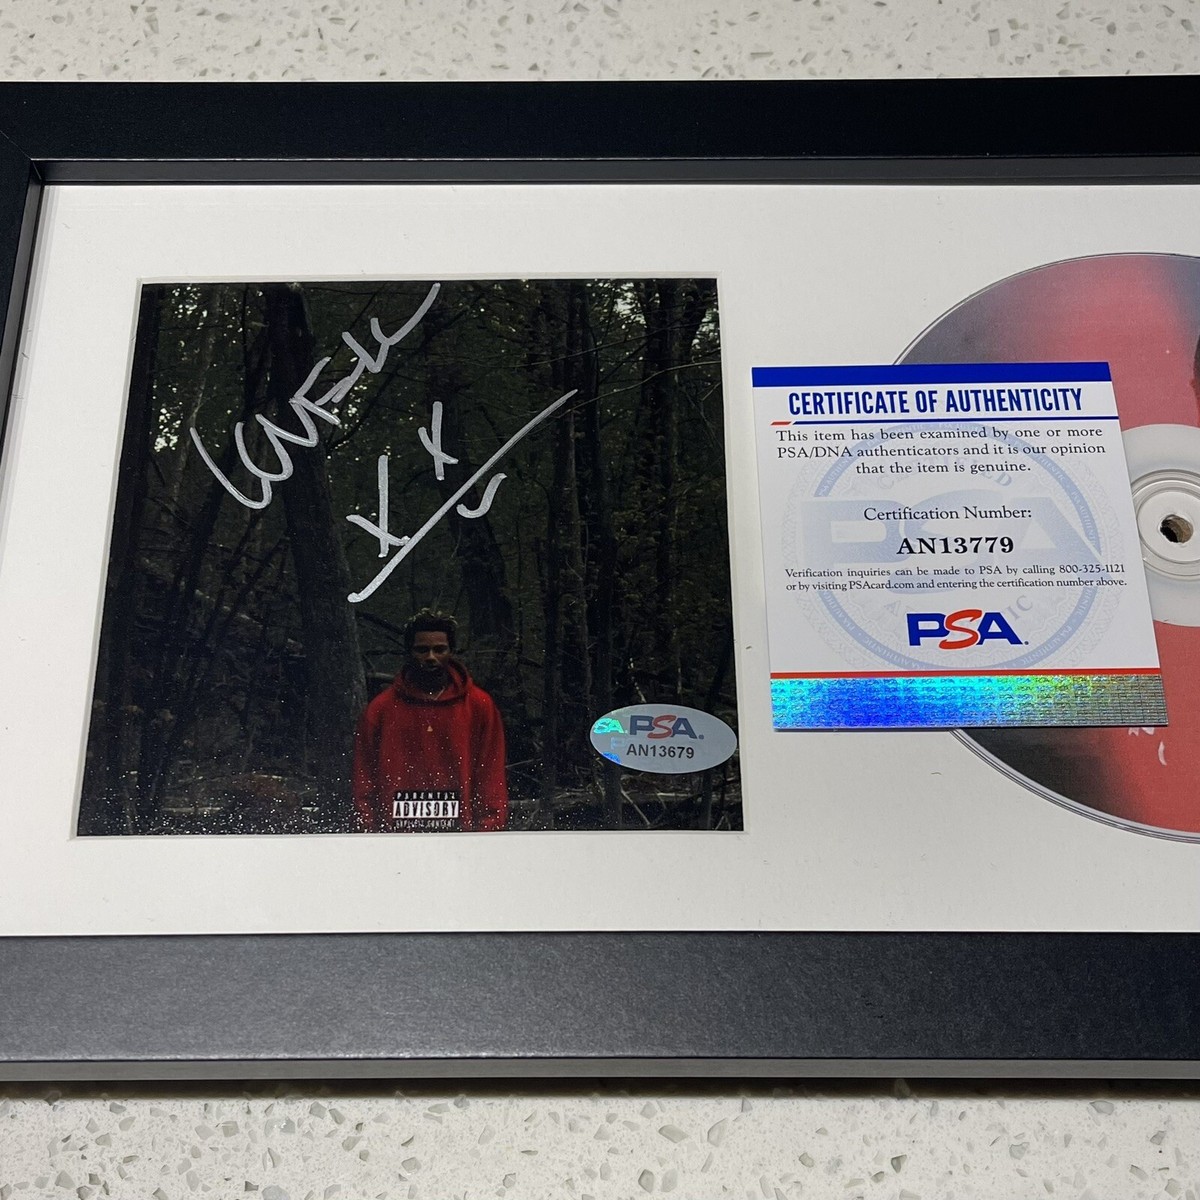 PARENTAL
ADVISORY
EXPLICIT CONTENT
PSA.
AN13679
CERTIFICATE OF AUTHENTICITY
This item has been examined by one or more
PSA/DNA authenticators and it is our opinion
that the item is genuine.
Certification Number:
AN13779
Verification inquiries can be made to PSA by calling 800-325-1121
or by visiting PSAcard.com and entering the certification number above.
PSA.